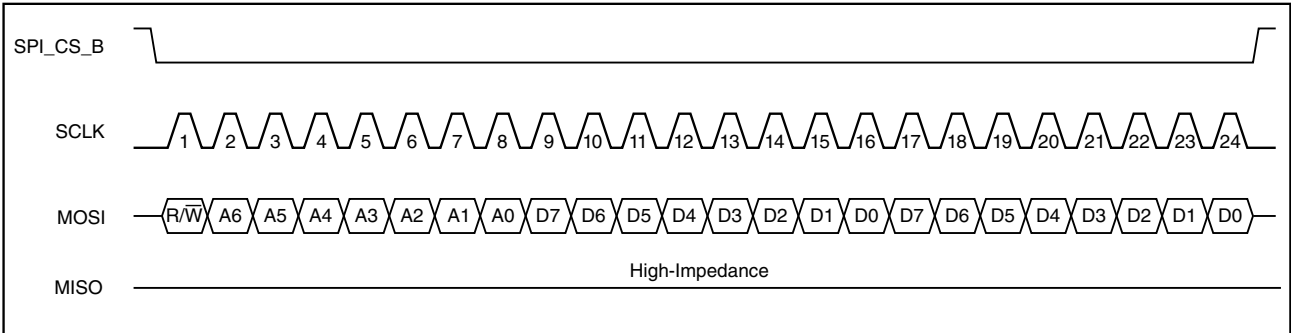 SPI_CS_B
SCLK 1 2 3 4 5 6 7 8 9 10 11 12 13 14 15 16 17 18 19 20 21 22 23 24
MOSI R/W̅ A6 A5 A4 A3 A2 A1 A0 D7 D6 D5 D4 D3 D2 D1 D0 D7 D6 D5 D4 D3 D2 D1 D0
High-Impedance
MISO